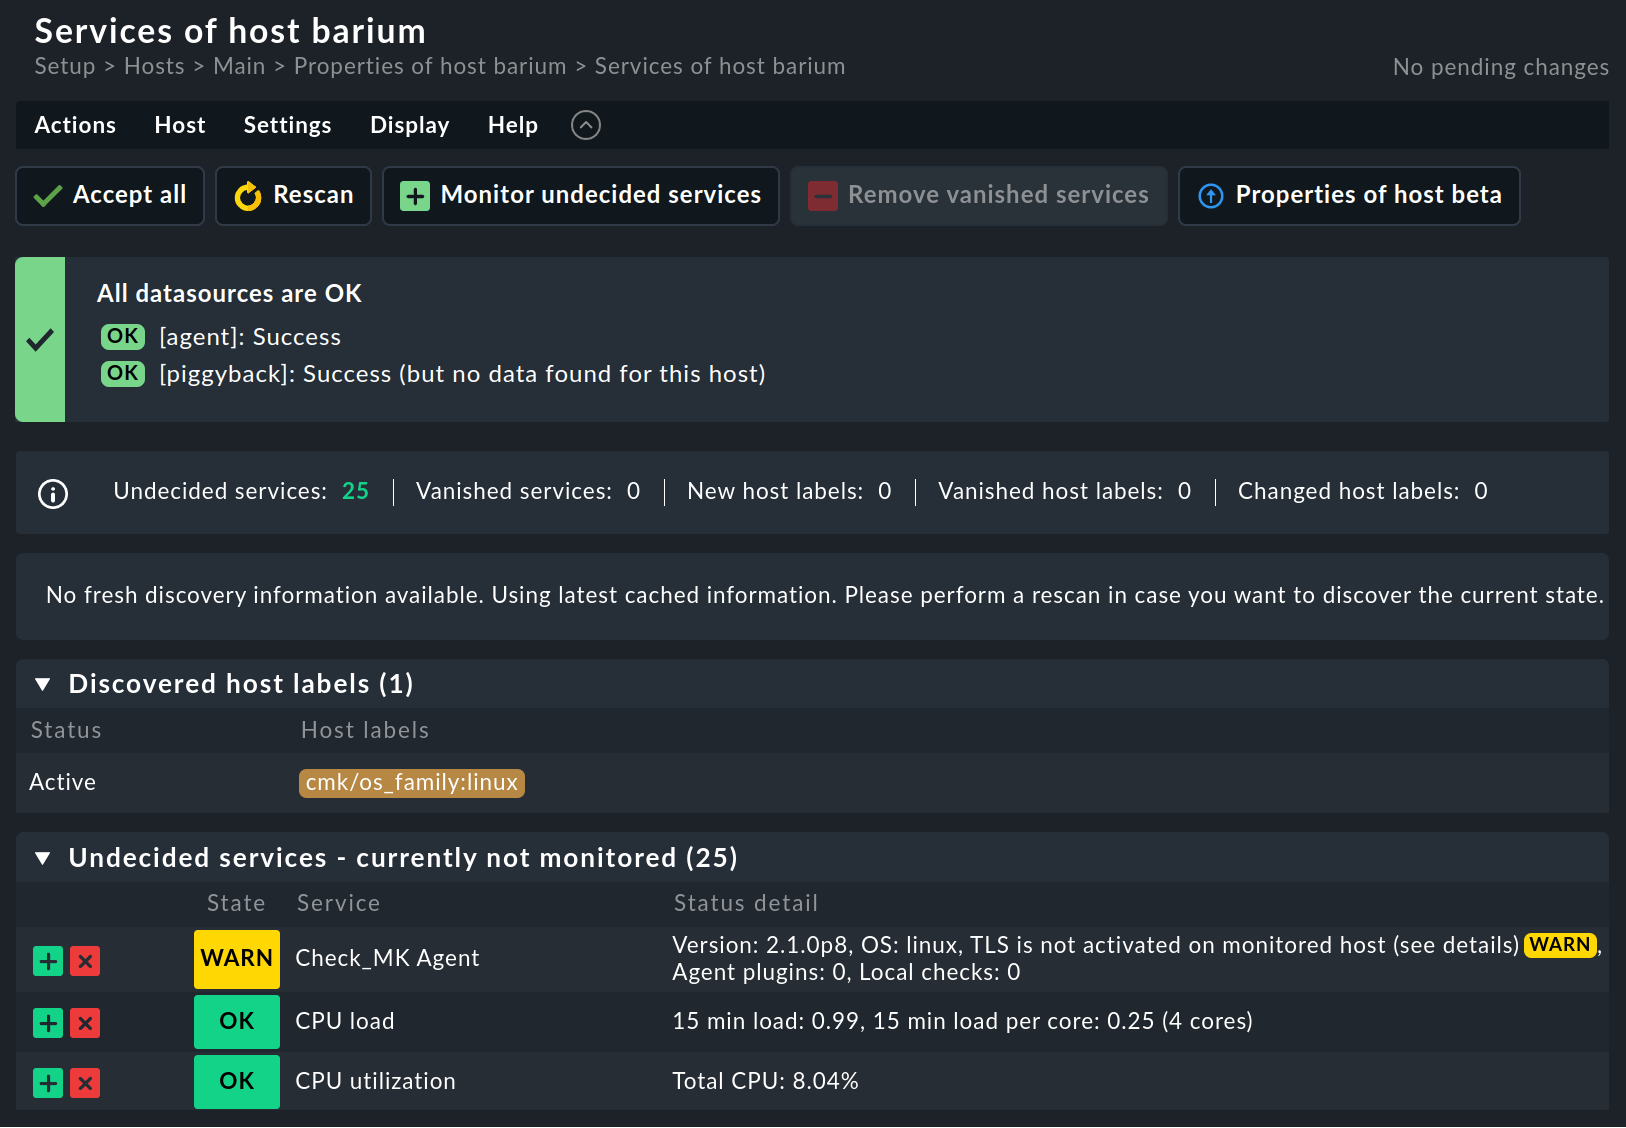 Services of host barium
Setup > Hosts > Main > Properties of host barium > Services of host barium
No pending changes
Actions Host Settings Display Help
Accept all Rescan Monitor undecided services Remove vanished services Properties of host beta
All datasources are OK
OK [agent]: Success
OK [piggyback]: Success (but no data found for this host)
Undecided services: 25 | Vanished services: 0 | New host labels: 0 | Vanished host labels: 0 | Changed host labels: 0
No fresh discovery information available. Using latest cached information. Please perform a rescan in case you want to discover the current state.
Discovered host labels (1)
Status Host labels
Active cmk/os_family:linux
Undecided services - currently not monitored (25)
State Service Status detail
WARN Check_MK Agent Version: 2.1.0p8, OS: linux, TLS is not activated on monitored host (see details) WARN,
Agent plugins: 0, Local checks: 0
OK CPU load 15 min load: 0.99, 15 min load per core: 0.25 (4 cores)
OK CPU utilization Total CPU: 8.04%